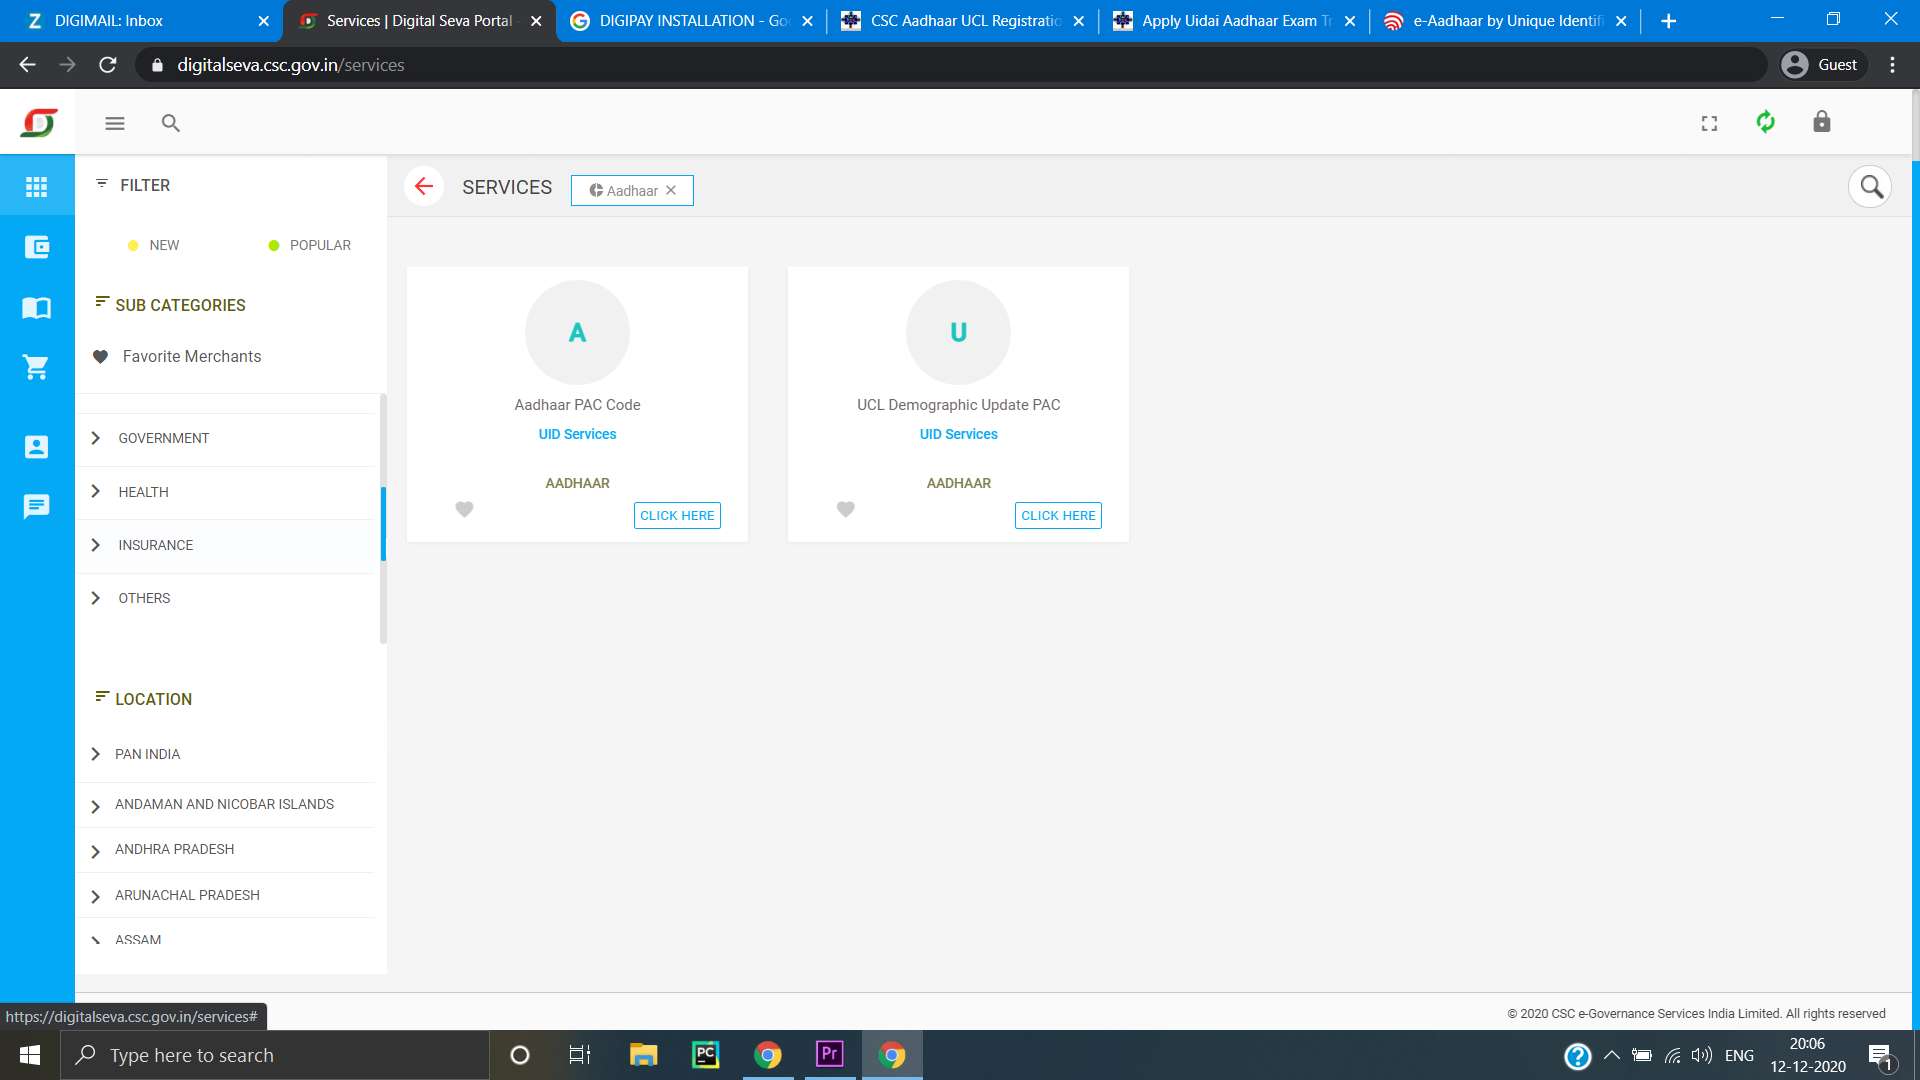 DIGIMAIL: Inbox
Services | Digital Seva Portal
DIGIPAY INSTALLATION - Goo
CSC Aadhaar UCL Registratio
Apply Uidai Aadhaar Exam Tr
e-Aadhaar by Unique Identifi
digitalseva.csc.gov.in/services
Guest
FILTER
NEW
POPULAR
SUB CATEGORIES
Favorite Merchants
GOVERNMENT
HEALTH
INSURANCE
OTHERS
LOCATION
PAN INDIA
ANDAMAN AND NICOBAR ISLANDS
ANDHRA PRADESH
ARUNACHAL PRADESH
ASSAM
SERVICES
Aadhaar
A
Aadhaar PAC Code
UID Services
AADHAAR
CLICK HERE
U
UCL Demographic Update PAC
UID Services
AADHAAR
CLICK HERE
https://digitalseva.csc.gov.in/services#
© 2020 CSC e-Governance Services India Limited. All rights reserved
Type here to search
PC
Pr
ENG
20:06
12-12-2020
1